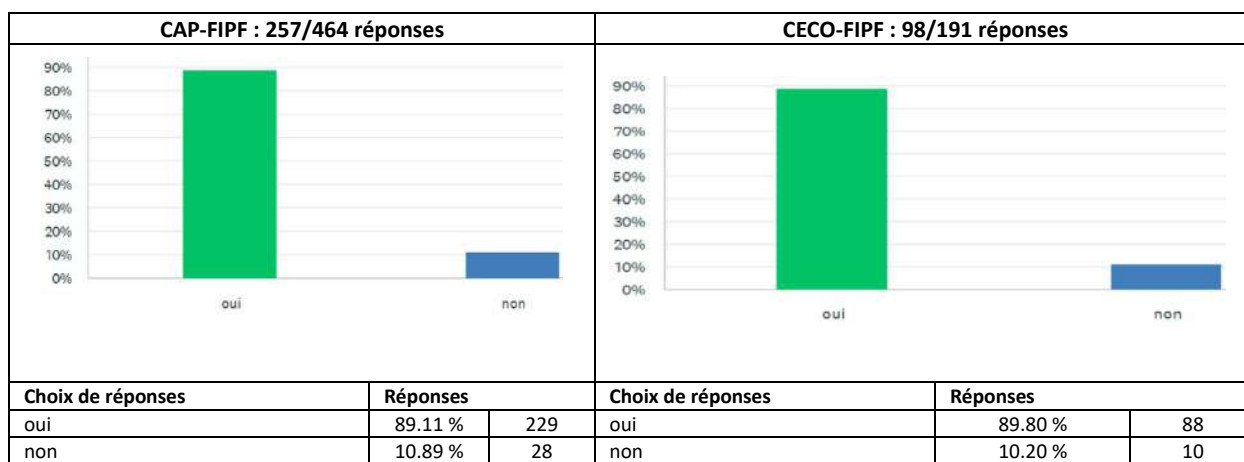 CAP-FIPF : 257/464 réponses
90%
80%
70%
60%
50%
40%
30%
20%
10%
0%
oui non
CECO-FIPF : 98/191 réponses
90%
80%
70%
60%
50%
40%
30%
20%
10%
0%
oui non
Choix de réponses Réponses
oui 89.11 % 229
non 10.89 % 28
Choix de réponses Réponses
oui 89.80 % 88
non 10.20 % 10